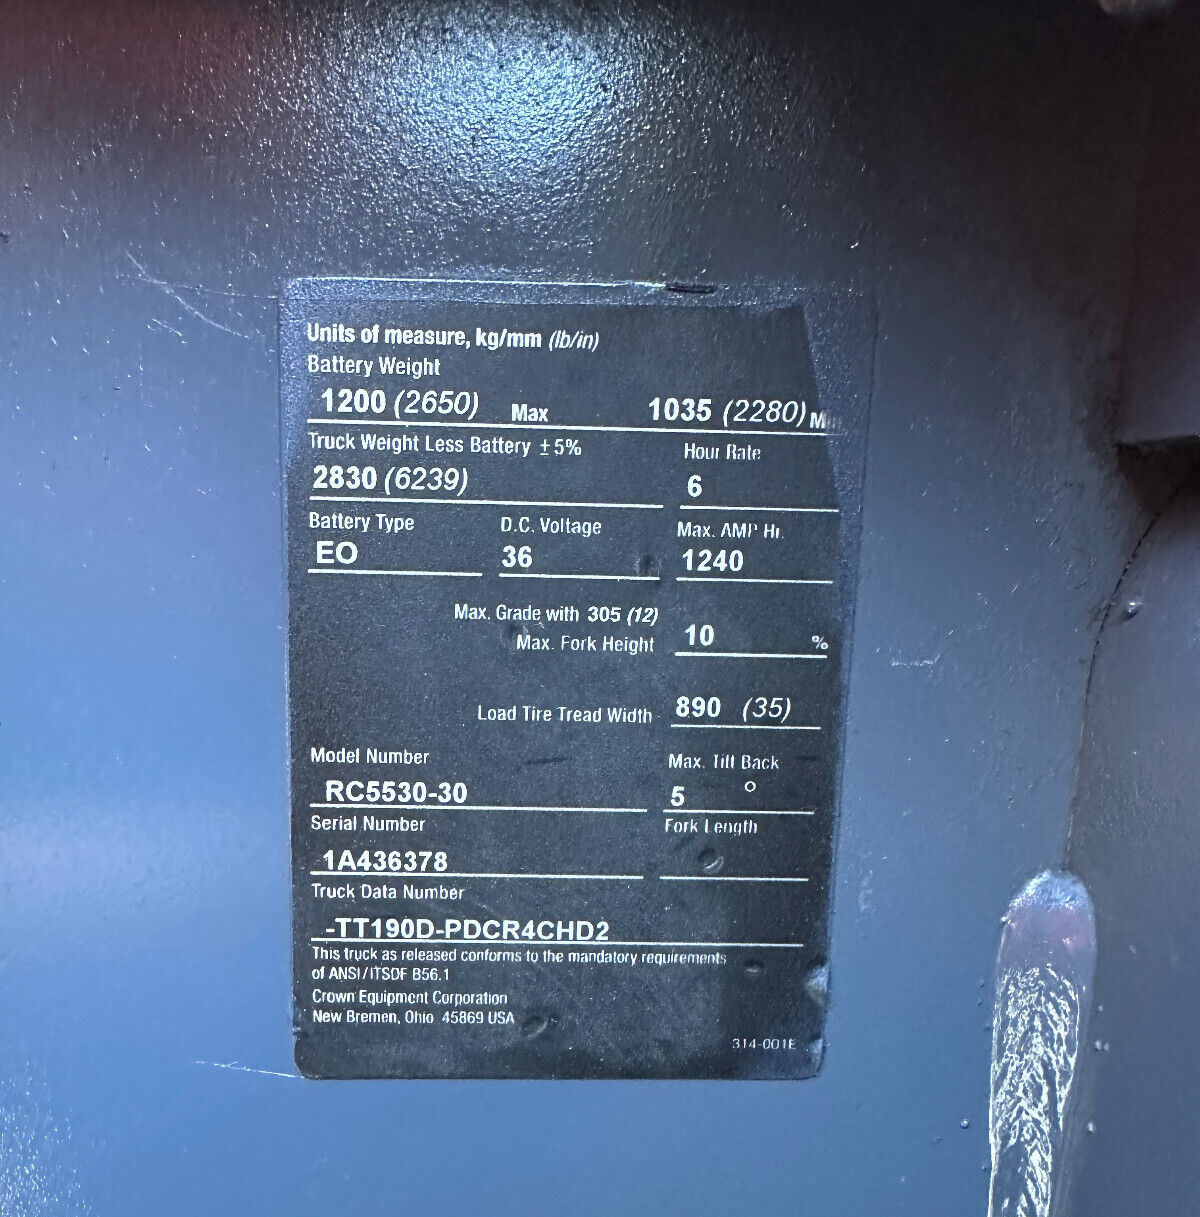 Units of measure, kg/mm (lb/in)
Battery Weight
1200 (2650) Max 1035 (2280)
Truck Weight Less Battery ±5% Hour Rate
2830 (6239) 6
Battery Type D.C. Voltage Max. AMP Hr.
EO 36 1240
Max. Grade with 305 (12)
Max. Fork Height 10 %
Load Tire Tread Width 890 (35)
Model Number Max. Tilt Back
RC5530-30 5 °
Serial Number Fork Length
1A436378
Truck Data Number
-TT190D-PDCR4CHD2
This truck as released conforms to the mandatory requirements
of ANSI/ITSDF B56.1
Crown Equipment Corporation
New Bremen, Ohio 45869 USA
314-001E